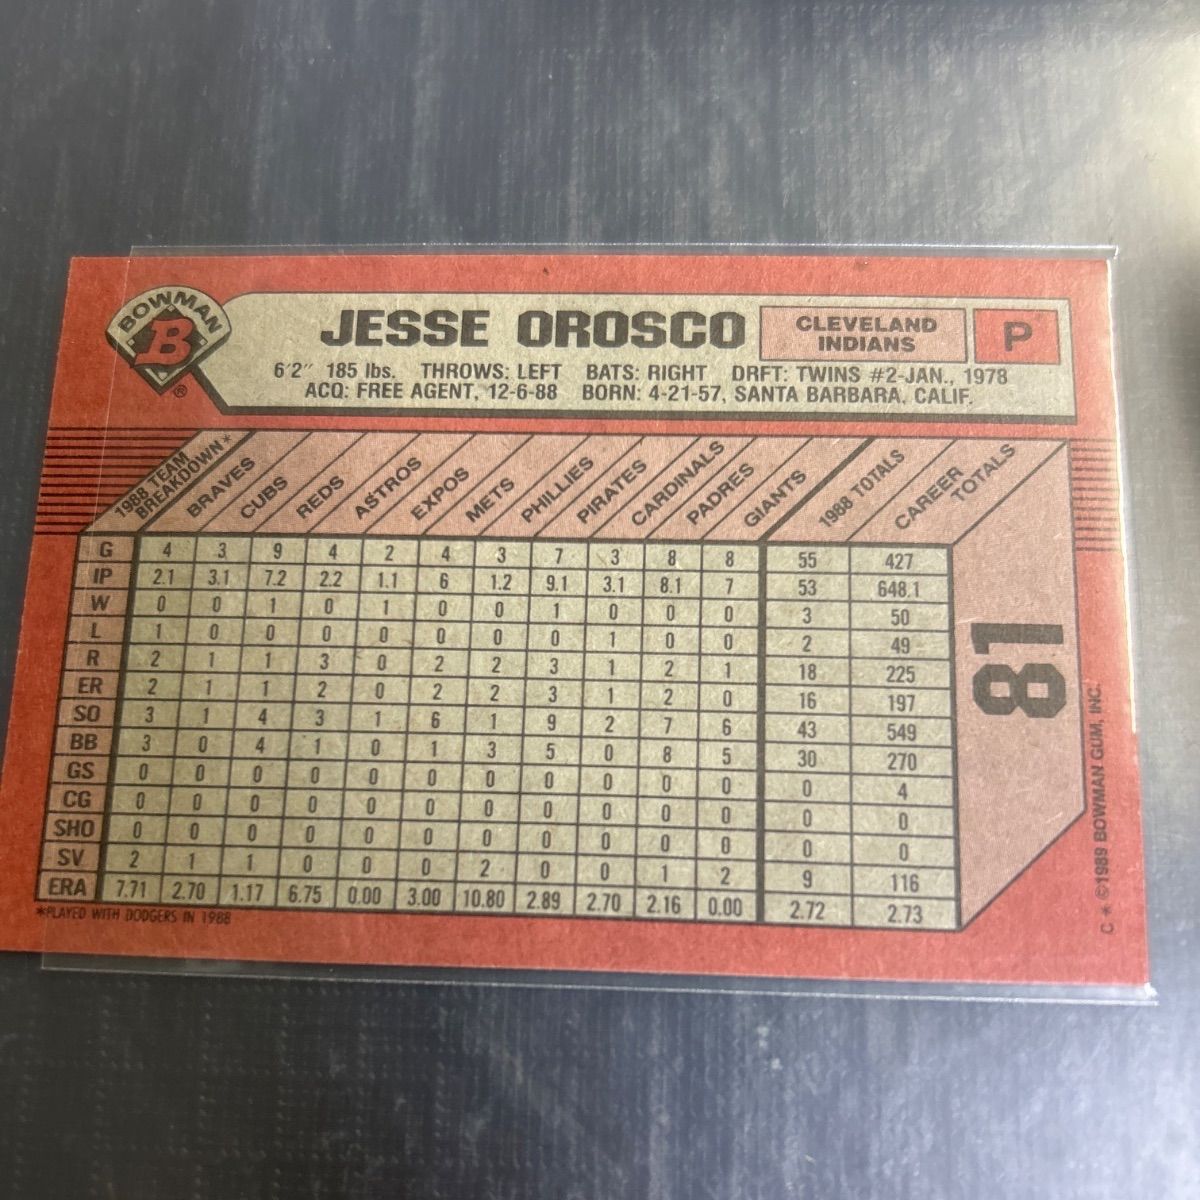 BOWMAN
B
®
JESSE OROSCO
CLEVELAND
INDIANS
P
6'2" 185 lbs. THROWS: LEFT BATS: RIGHT DRFT: TWINS #2-JAN., 1978
ACQ: FREE AGENT, 12-6-88 BORN: 4-21-57, SANTA BARBARA, CALIF.
1988 TEAM BREAKDOWN* BRAVES CUBS REDS ASTROS EXPOS METS PHILLIES PIRATES CARDINALS PADRES GIANTS 1988 TOTALS CAREER TOTALS
G 4 3 9 4 2 4 3 7 3 8 8 55 427
IP 2.1 3.1 7.2 2.2 1.1 6 1.2 9.1 3.1 8.1 7 53 648.1
W 0 0 1 0 1 0 0 1 0 0 0 3 50
L 1 0 0 0 0 0 0 0 1 0 0 2 49
R 2 1 1 3 0 2 2 3 1 2 1 18 225
ER 2 1 1 2 0 2 2 3 1 2 0 16 197
SO 3 1 4 3 1 6 1 9 2 7 6 43 549
BB 3 0 4 1 0 1 3 5 0 8 5 30 270
GS 0 0 0 0 0 0 0 0 0 0 0 0 4
CG 0 0 0 0 0 0 0 0 0 0 0 0 0
SHO 0 0 0 0 0 0 0 0 0 0 0 0 0
SV 2 1 1 0 0 0 2 0 0 1 2 9 116
ERA 7.71 2.70 1.17 6.75 0.00 3.00 10.80 2.89 2.70 2.16 0.00 2.72 2.73
*PLAYED WITH DODGERS IN 1988
81
C * ©1989 BOWMAN GUM, INC.